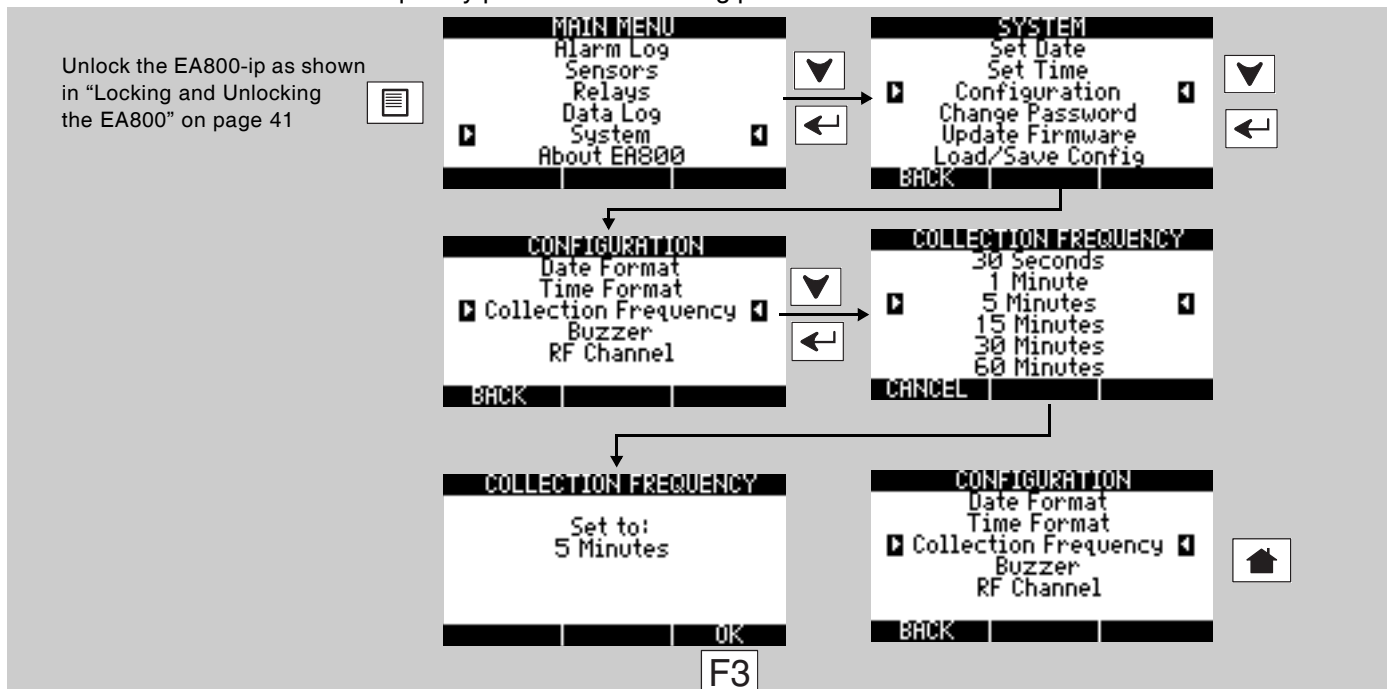 Unlock the EA800-ip as shown
in “Locking and Unlocking
the EA800” on page 41
MAIN MENU
Alarm Log
Sensors
Relays
Data Log
System
About EA800
SYSTEM
Set Date
Set Time
Configuration
Change Password
Update Firmware
Load/Save Config
BACK
CONFIGURATION
Date Format
Time Format
Collection Frequency
Buzzer
RF Channel
BACK
COLLECTION FREQUENCY
30 Seconds
1 Minute
5 Minutes
15 Minutes
30 Minutes
60 Minutes
CANCEL
COLLECTION FREQUENCY
Set to:
5 Minutes
OK
F3
CONFIGURATION
Date Format
Time Format
Collection Frequency
Buzzer
RF Channel
BACK